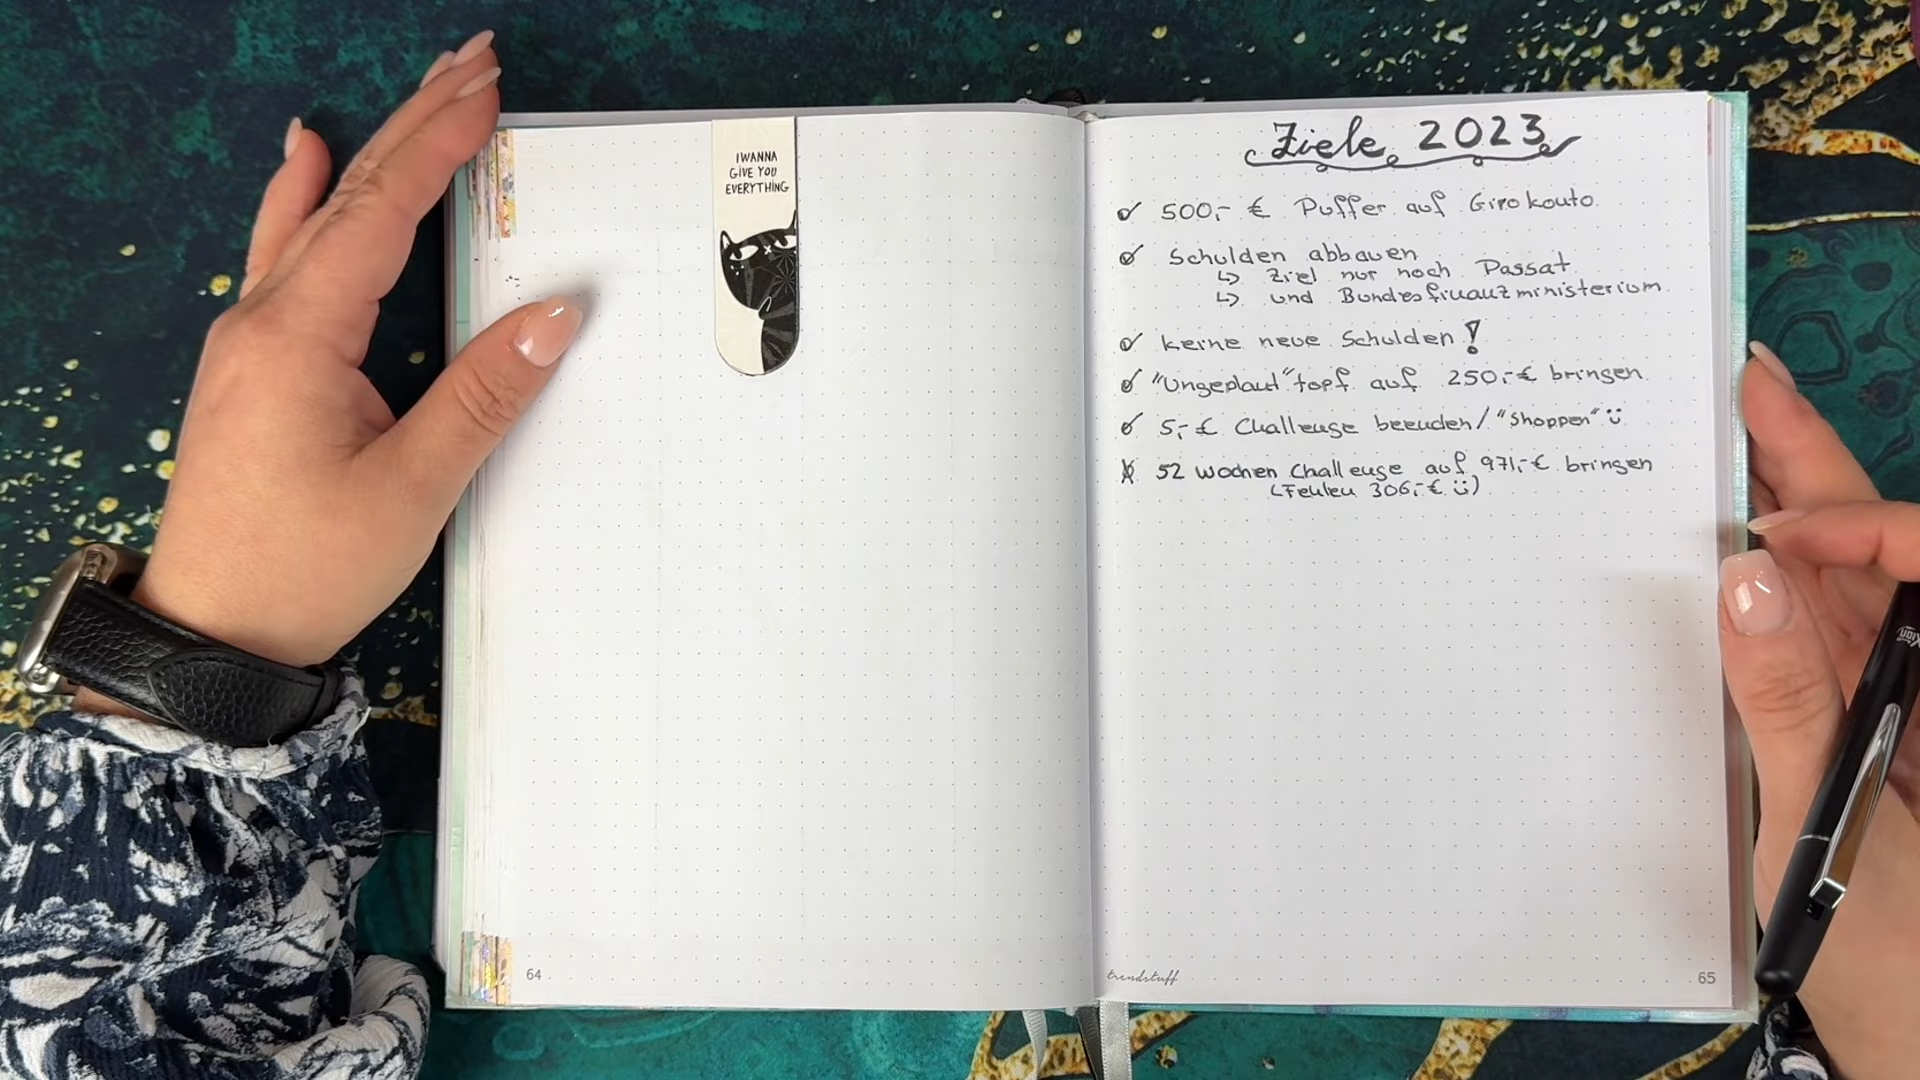 I WANNA
GIVE YOU
EVERYTHING
Ziele 2023
500,- € Puffer auf Girokonto
Schulden abbauen
↳ Ziel nur noch Passat
↳ und Bundesfinanzministerium
keine neue Schulden!
"Ungeplant"topf auf 250,-€ bringen
5,-€ Challenge beenden/"Shoppen" ü
52 Wochen Challenge auf 971,-€ bringen
(Fehlen 306,-€ ü)
64
trendstuff
65